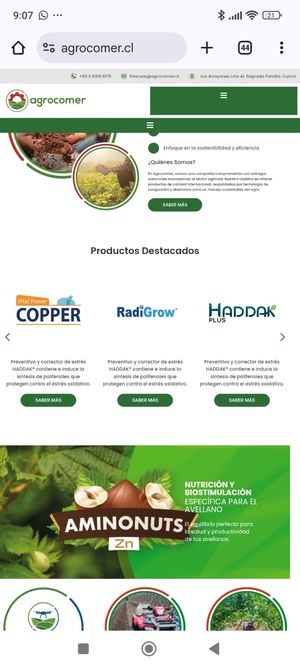 9:07
21
agrocomer.cl
44
finanzas@agrocomer.cl
Los Arrayanes Lote A1, Sagrada Familia, Curicó
agrocomer
Enfoque en la sostenibilidad y eficiencia
¿Quiénes Somos?
En Agrocomer, somos una compañía comprometida con entregar
soluciones innovadoras al sector agrícola. Nuestro objetivo es ofrecer
productos de calidad internacional, respaldados por tecnología de
vanguardia y diseñados para un manejo sustentable del agro.
SABER MÁS
Productos Destacados
Vital Power
COPPER
RadiGrow®
HADDAK
PLUS
Preventivo y corrector de estrés
HADDAK® contiene e induce la
síntesis de polifenoles que
protegen contra el estrés oxidativo.
SABER MÁS
Preventivo y corrector de estrés
HADDAK® contiene e induce la
síntesis de polifenoles que
protegen contra el estrés oxidativo.
SABER MÁS
Preventivo y corrector de estrés
HADDAK® contiene e induce la
síntesis de polifenoles que
protegen contra el estrés oxidativo.
SABER MÁS
AMINONUTS
Zn
NUTRICIÓN Y
BIOSTIMULACIÓN
ESPECÍFICA PARA EL
AVELLANO
El equilibrio perfecto para
la salud y productividad
de tus avellanos.